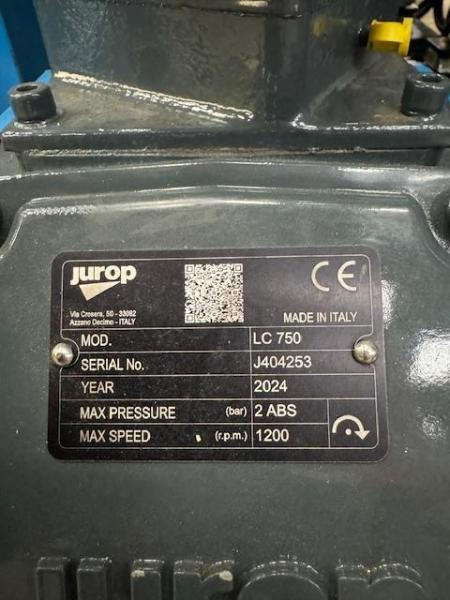 jurop
CE
Via Crosera, 50 - 33082
Azzano Decimo - ITALY
MADE IN ITALY
MOD. LC 750
SERIAL No. J404253
YEAR 2024
MAX PRESSURE (bar) 2 ABS
MAX SPEED (r.p.m.) 1200